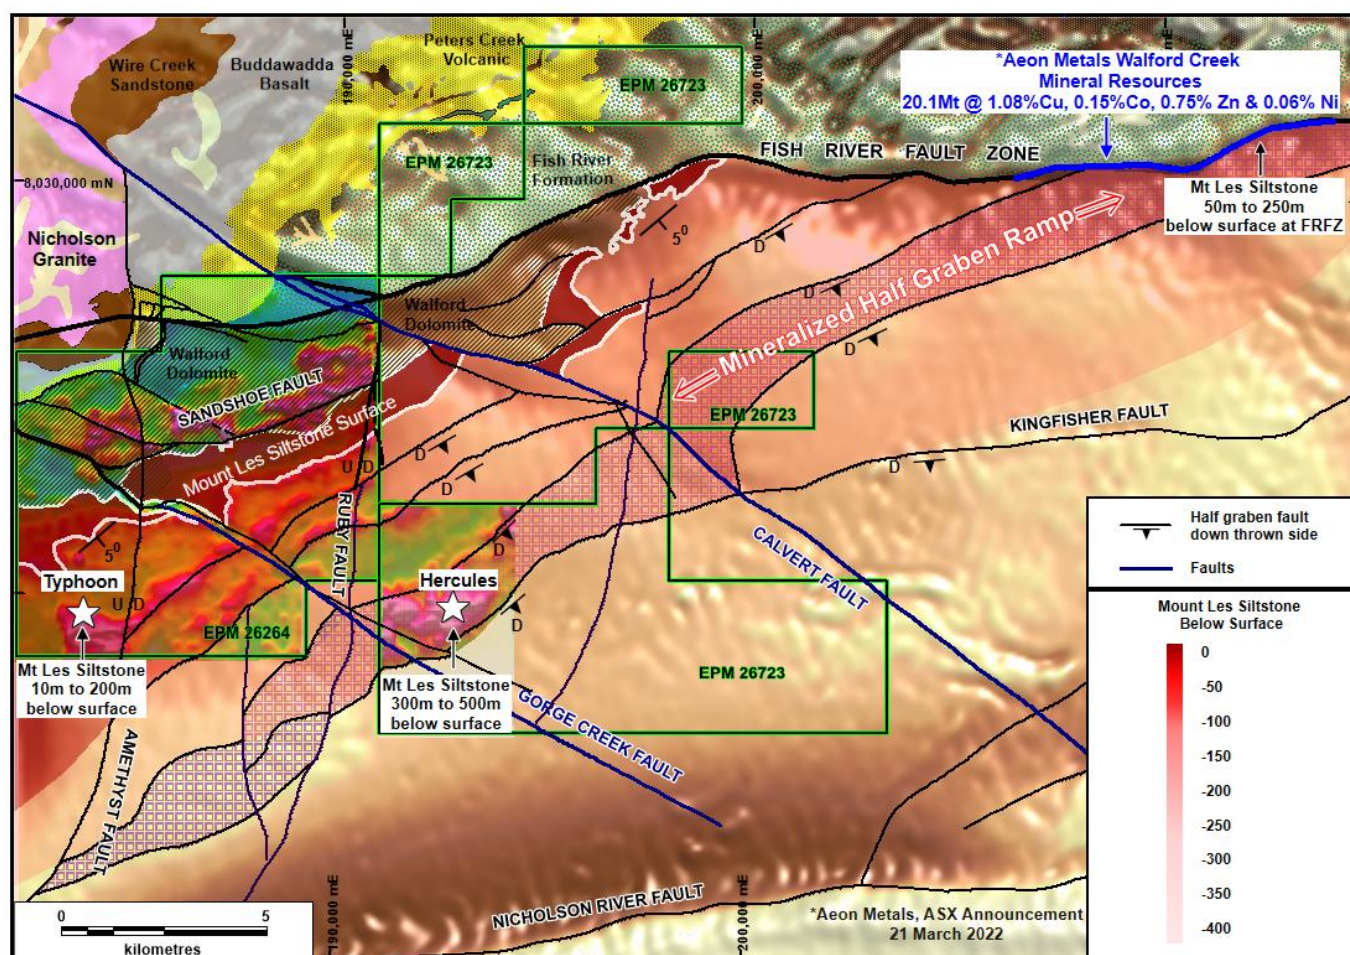 Wire Creek
Sandstone
Buddawadda
Basalt
190,000 mE
Peters Creek
Volcanic
EPM 26723
200,000 mE
*Aeon Metals Walford Creek
Mineral Resources
20.1Mt @ 1.08%Cu, 0.15%Co, 0.75% Zn & 0.06% Ni
EPM 26723
Fish River
Formation
FISH RIVER FAULT ZONE
8,030,000 mN
Mt Les Siltstone
50m to 250m
below surface at FRFZ
Nicholson
Granite
5⁰
D
Mineralized Half Graben Ramp
D
D
Walford
Dolomite
Walford
Dolomite
SANDSHOE FAULT
Mount Les Siltstone Surface
EPM 26723
KINGFISHER FAULT
D
D
D
U D
RUBY FAULT
D
CALVERT FAULT
5⁰
Typhoon
U D
EPM 26264
Hercules
D
Mt Les Siltstone
10m to 200m
below surface
Mt Les Siltstone
300m to 500m
below surface
EPM 26723
GORGE CREEK FAULT
AMETHYST FAULT
NICHOLSON RIVER FAULT
190,000 mE
200,000 mE
*Aeon Metals, ASX Announcement
21 March 2022
0 5
kilometres
Half graben fault
down thrown side
Faults
Mount Les Siltstone
Below Surface
0
-50
-100
-150
-200
-250
-300
-350
-400